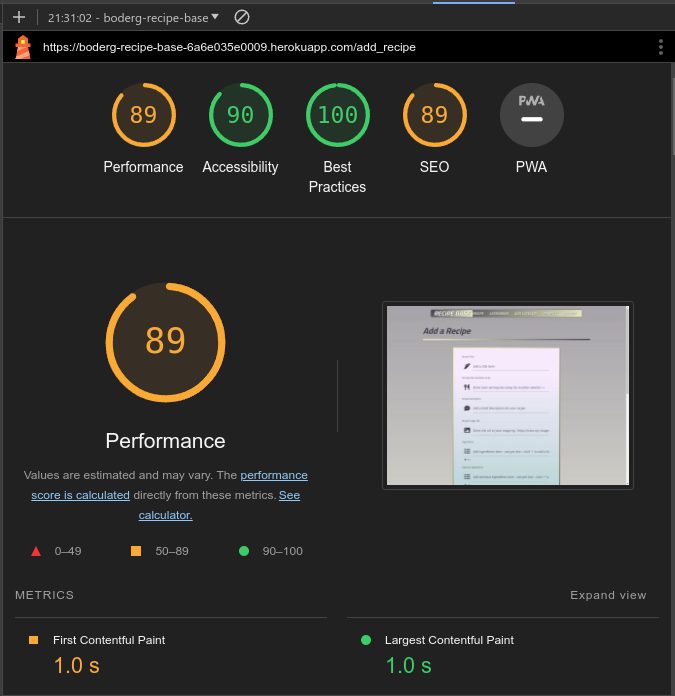 21:31:02 - boderg-recipe-base
https://boderg-recipe-base-6a6e035e0009.herokuapp.com/add_recipe
89 90 100 89 PWA
Performance Accessibility Best SEO PWA
Practices
89
RECIPE BASE
Add a Recipe
Performance
Values are estimated and may vary. The performance
score is calculated directly from these metrics. See
calculator.
0–49 50–89 90–100
METRICS Expand view
First Contentful Paint Largest Contentful Paint
1.0 s 1.0 s